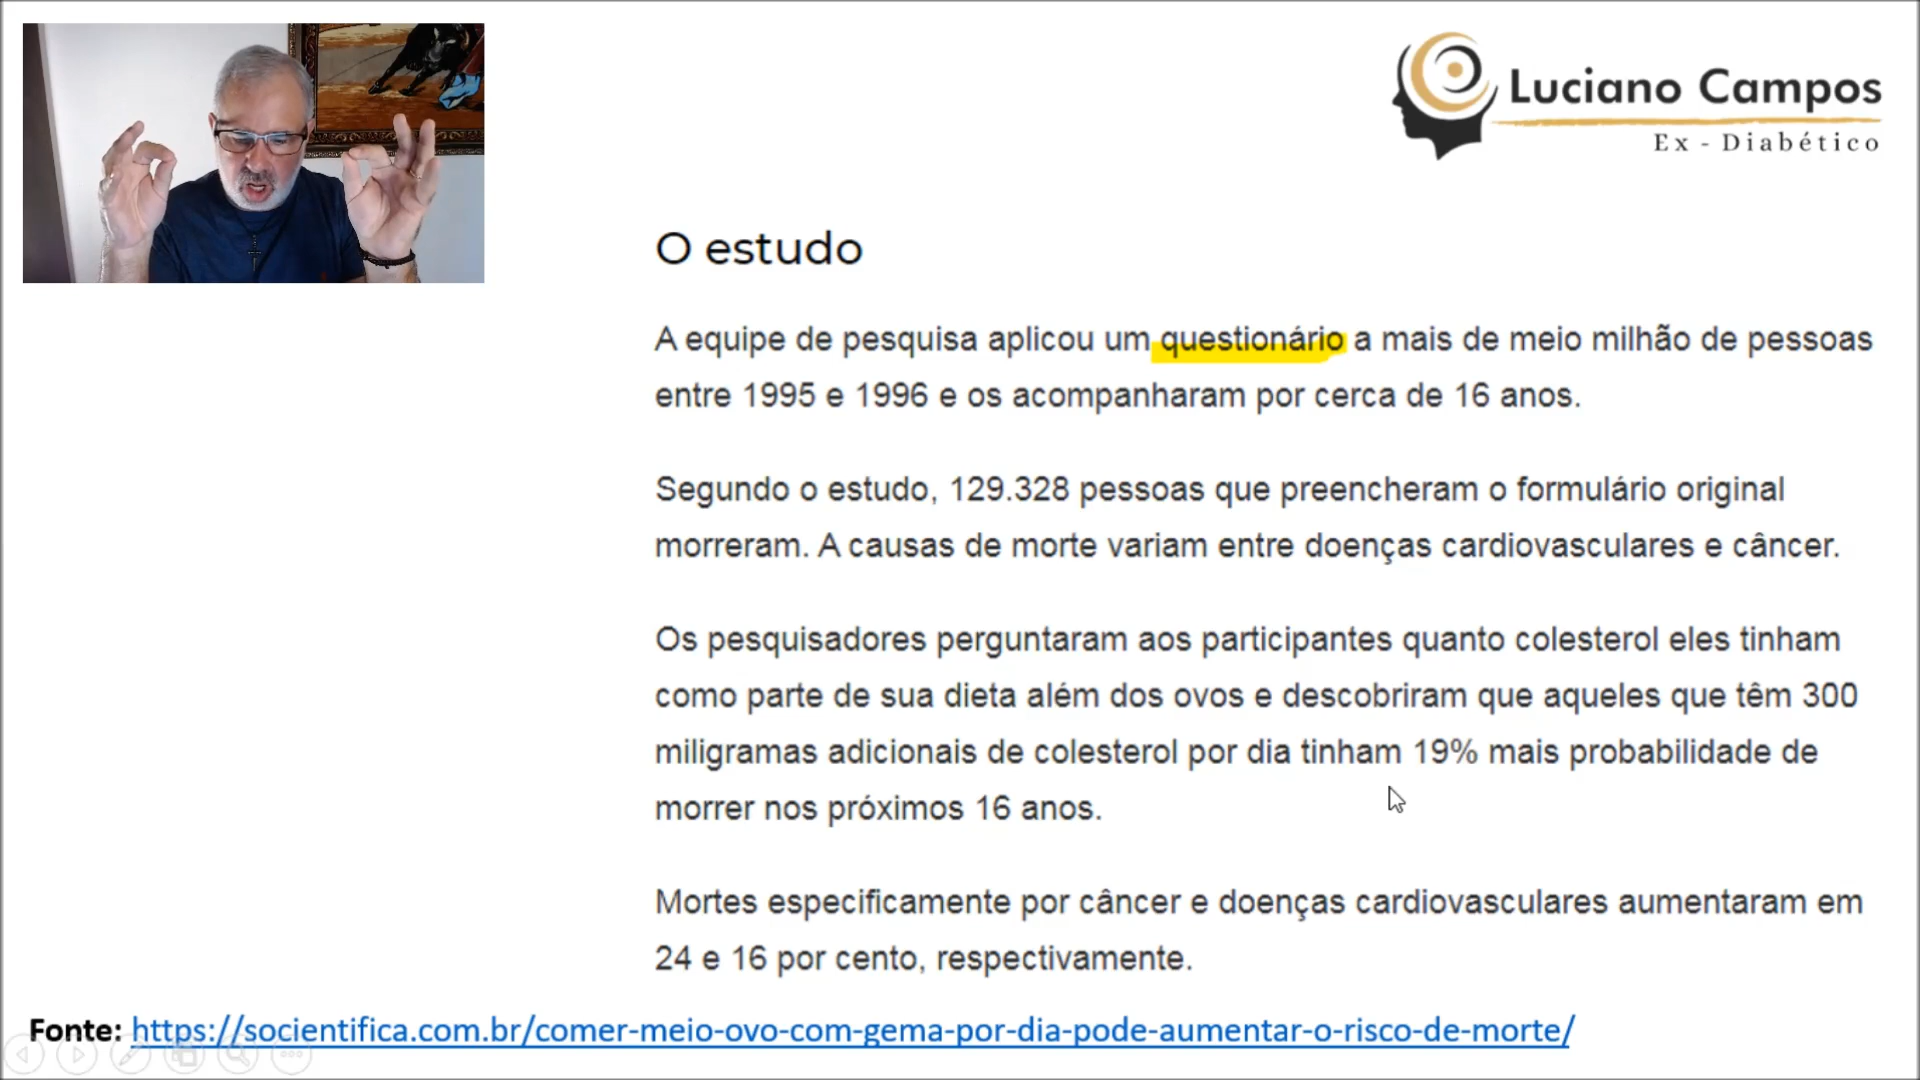 Luciano Campos
Ex - Diabético
O estudo
A equipe de pesquisa aplicou um questionário a mais de meio milhão de pessoas
entre 1995 e 1996 e os acompanharam por cerca de 16 anos.
Segundo o estudo, 129.328 pessoas que preencheram o formulário original
morreram. A causas de morte variam entre doenças cardiovasculares e câncer.
Os pesquisadores perguntaram aos participantes quanto colesterol eles tinham
como parte de sua dieta além dos ovos e descobriram que aqueles que têm 300
miligramas adicionais de colesterol por dia tinham 19% mais probabilidade de
morrer nos próximos 16 anos.
Mortes especificamente por câncer e doenças cardiovasculares aumentaram em
24 e 16 por cento, respectivamente.
Fonte: https://socientifica.com.br/comer-meio-ovo-com-gema-por-dia-pode-aumentar-o-risco-de-morte/